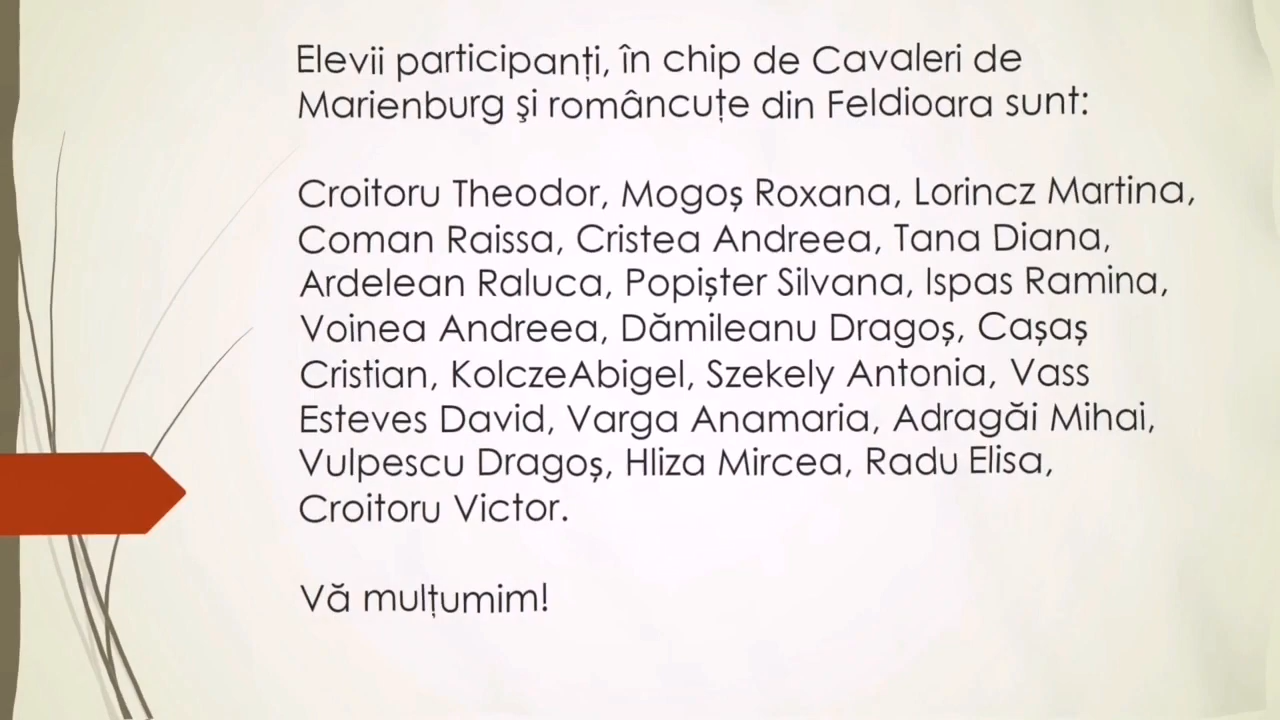 Elevii participanți, în chip de Cavaleri de
Marienburg şi româncuțe din Feldioara sunt:
Croitoru Theodor, Mogoș Roxana, Lorincz Martina,
Coman Raissa, Cristea Andreea, Tana Diana,
Ardelean Raluca, Popișter Silvana, Ispas Ramina,
Voinea Andreea, Dămileanu Dragoș, Cașaș
Cristian, KolczeAbigel, Szekely Antonia, Vass
Esteves David, Varga Anamaria, Adragăi Mihai,
Vulpescu Dragoș, Hliza Mircea, Radu Elisa,
Croitoru Victor.
Vă mulțumim!